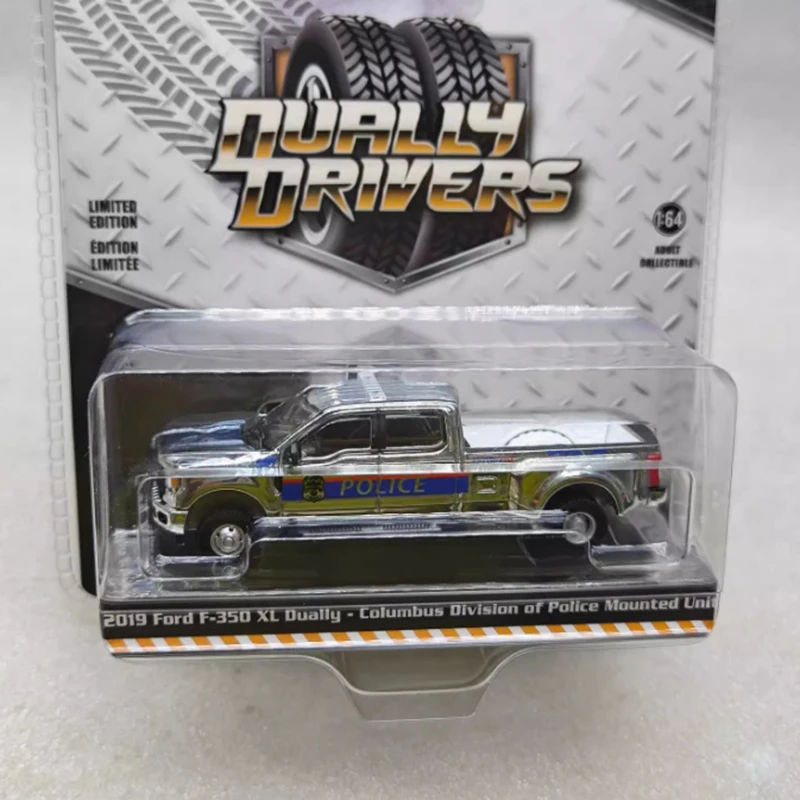 DUALLY
DRIVERS
LIMITED
EDITION
ÉDITION
LIMITÉE
1:64
ADULT
COLLECTIBLE
POLICE
2019 Ford F-350 XL Dually - Columbus Division of Police Mounted Unit